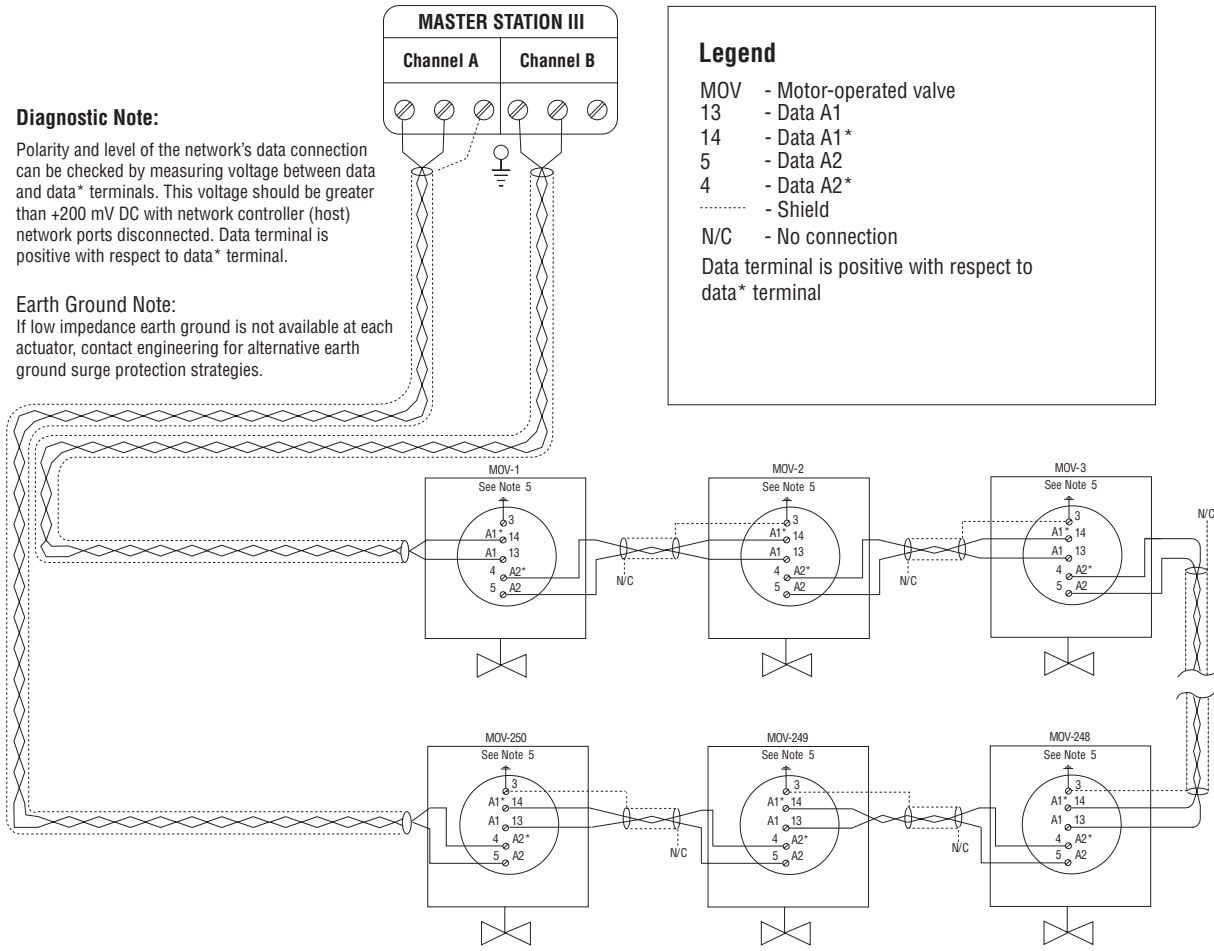 MASTER STATION III
Channel A Channel B
Diagnostic Note:
Polarity and level of the network's data connection
can be checked by measuring voltage between data
and data* terminals. This voltage should be greater
than +200 mV DC with network controller (host)
network ports disconnected. Data terminal is
positive with respect to data* terminal.
Earth Ground Note:
If low impedance earth ground is not available at each
actuator, contact engineering for alternative earth
ground surge protection strategies.
Legend
MOV - Motor-operated valve
13 - Data A1
14 - Data A1*
5 - Data A2
4 - Data A2*
- Shield
N/C - No connection
Data terminal is positive with respect to
data* terminal
MOV-1
See Note 5
3
A1* 14
A1 13
4 A2*
5 A2
N/C
MOV-2
See Note 5
3
A1* 14
A1 13
4 A2*
5 A2
N/C
MOV-3
See Note 5
3
A1* 14
A1 13
4 A2*
5 A2
N/C
MOV-250
See Note 5
3
A1* 14
A1 13
4 A2*
5 A2
N/C
MOV-249
See Note 5
3
A1* 14
A1 13
4 A2*
5 A2
N/C
MOV-248
See Note 5
3
A1* 14
A1 13
4 A2*
5 A2